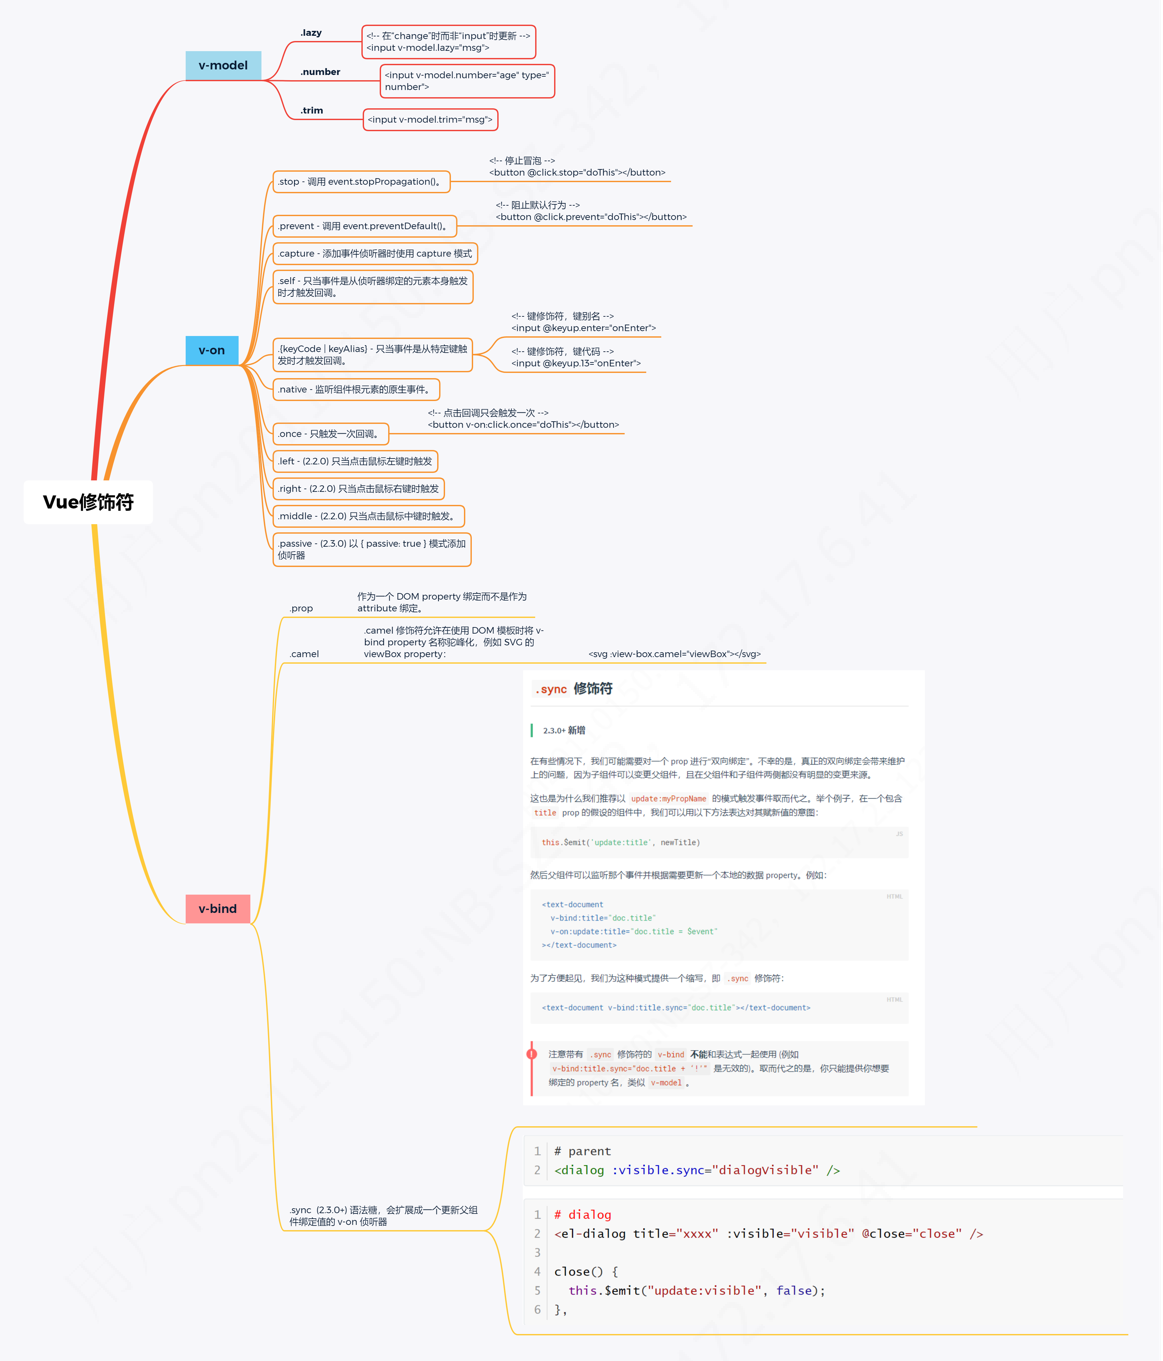 Vue修饰符
v-model
.lazy
<!-- 在"change"时而非"input"时更新 -->
<input v-model.lazy="msg">
.number
<input v-model.number="age" type="
number">
.trim
<input v-model.trim="msg">
v-on
.stop - 调用 event.stopPropagation()。
<!-- 停止冒泡 -->
<button @click.stop="doThis"></button>
.prevent - 调用 event.preventDefault()。
<!-- 阻止默认行为 -->
<button @click.prevent="doThis"></button>
.capture - 添加事件侦听器时使用 capture 模式
.self - 只当事件是从侦听器绑定的元素本身触发
时才触发回调。
.{keyCode | keyAlias} - 只当事件是从特定键触
发时才触发回调。
<!-- 键修饰符，键别名 -->
<input @keyup.enter="onEnter">
<!-- 键修饰符，键代码 -->
<input @keyup.13="onEnter">
.native - 监听组件根元素的原生事件。
.once - 只触发一次回调。
<!-- 点击回调只会触发一次 -->
<button v-on:click.once="doThis"></button>
.left - (2.2.0) 只当点击鼠标左键时触发
.right - (2.2.0) 只当点击鼠标右键时触发
.middle - (2.2.0) 只当点击鼠标中键时触发。
.passive - (2.3.0) 以 { passive: true } 模式添加
侦听器
v-bind
.prop
作为一个 DOM property 绑定而不是作为
attribute 绑定。
.camel
.camel 修饰符允许在使用 DOM 模板时将 v-
bind property 名称驼峰化，例如 SVG 的
viewBox property：
<svg :view-box.camel="viewBox"></svg>
.sync  (2.3.0+) 语法糖，会扩展成一个更新父组
件绑定值的 v-on 侦听器
.sync 修饰符
2.3.0+ 新增
在有些情况下，我们可能需要对一个 prop 进行“双向绑定”。不幸的是，真正的双向绑定会带来维护
上的问题，因为子组件可以变更父组件，且在父组件和子组件两侧都没有明显的变更来源。
这也是为什么我们推荐以 update:myPropName 的模式触发事件取而代之。举个例子，在一个包含
title prop 的假设的组件中，我们可以用以下方法表达对其赋新值的意图：
JS
this.$emit('update:title', newTitle)
然后父组件可以监听那个事件并根据需要更新一个本地的数据 property。例如：
HTML
<text-document
v-bind:title="doc.title"
v-on:update:title="doc.title = $event"
></text-document>
为了方便起见，我们为这种模式提供一个缩写，即 .sync 修饰符：
HTML
<text-document v-bind:title.sync="doc.title"></text-document>
!
注意带有 .sync 修饰符的 v-bind 不能和表达式一起使用 (例如
v-bind:title.sync="doc.title + '!'" 是无效的)。取而代之的是，你只能提供你想要
绑定的 property 名，类似 v-model 。
1 # parent
2 <dialog :visible.sync="dialogVisible" />
1 # dialog
2 <el-dialog title="xxxx" :visible="visible" @close="close" />
3
4 close() {
5 this.$emit("update:visible", false);
6 },